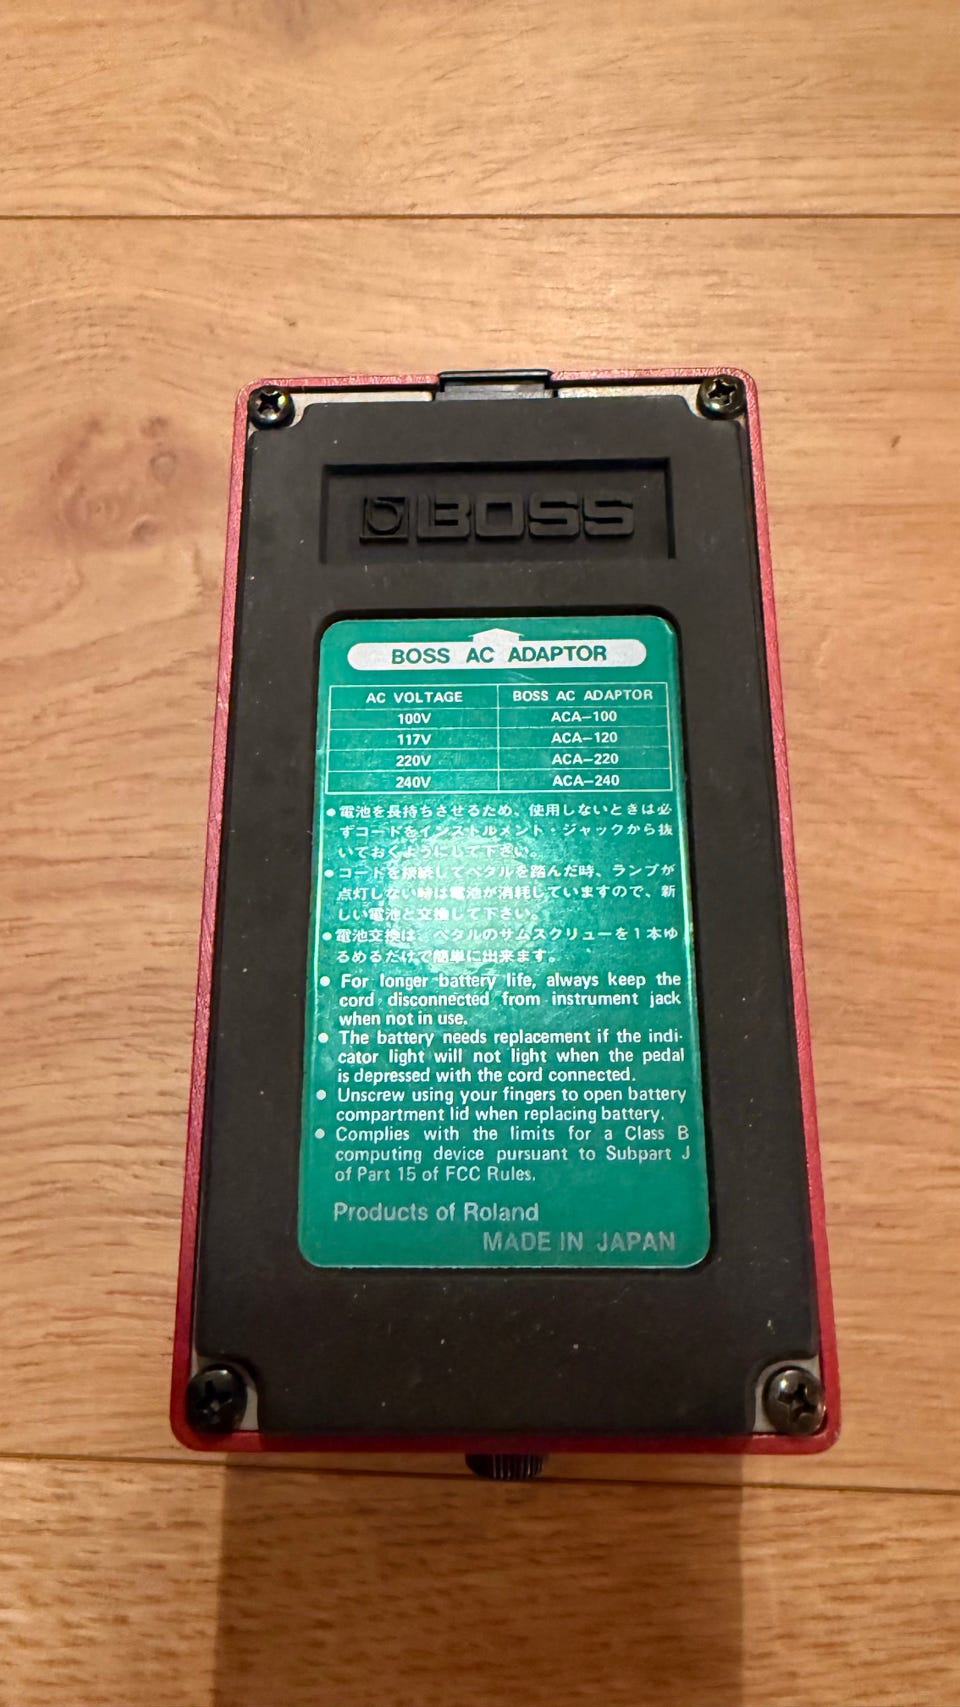 BOSS
BOSS AC ADAPTOR
AC VOLTAGE BOSS AC ADAPTOR
100V ACA-100
117V ACA-120
220V ACA-220
240V ACA-240
●電池を長持ちさせるため、使用しないときは必
ずコードをインストルメント・ジャックから抜
いておくようにして下さい。
●コードを接続してペダルを踏んだ時、ランプが
点灯しない時は電池が消耗していますので、新
しい電池と交換して下さい。
●電池交換は、ペダルのサムスクリューを1本ゆ
るめるだけで簡単に出来ます。
● For longer battery life, always keep the
cord disconnected from instrument jack
when not in use.
● The battery needs replacement if the indi-
cator light will not light when the pedal
is depressed with the cord connected.
● Unscrew using your fingers to open battery
compartment lid when replacing battery.
● Complies with the limits for a Class B
computing device pursuant to Subpart J
of Part 15 of FCC Rules.
Products of Roland
MADE IN JAPAN